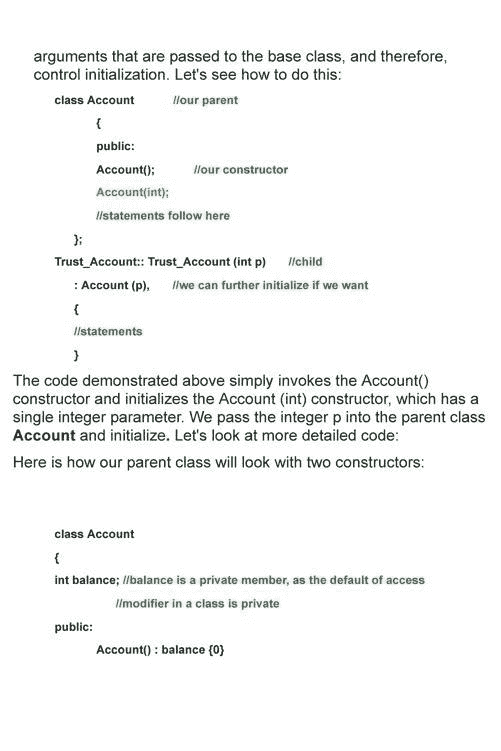 arguments that are passed to the base class, and therefore,
control initialization. Let's see how to do this:
class Account //our parent
{
public:
Account(); //our constructor
Account(int);
//statements follow here
};
Trust_Account:: Trust_Account (int p) //child
: Account (p), //we can further initialize if we want
{
//statements
}
The code demonstrated above simply invokes the Account()
constructor and initializes the Account (int) constructor, which has a
single integer parameter. We pass the integer p into the parent class
Account and initialize. Let's look at more detailed code:
Here is how our parent class will look with two constructors:
class Account
{
int balance; //balance is a private member, as the default of access
//modifier in a class is private
public:
Account() : balance {0}